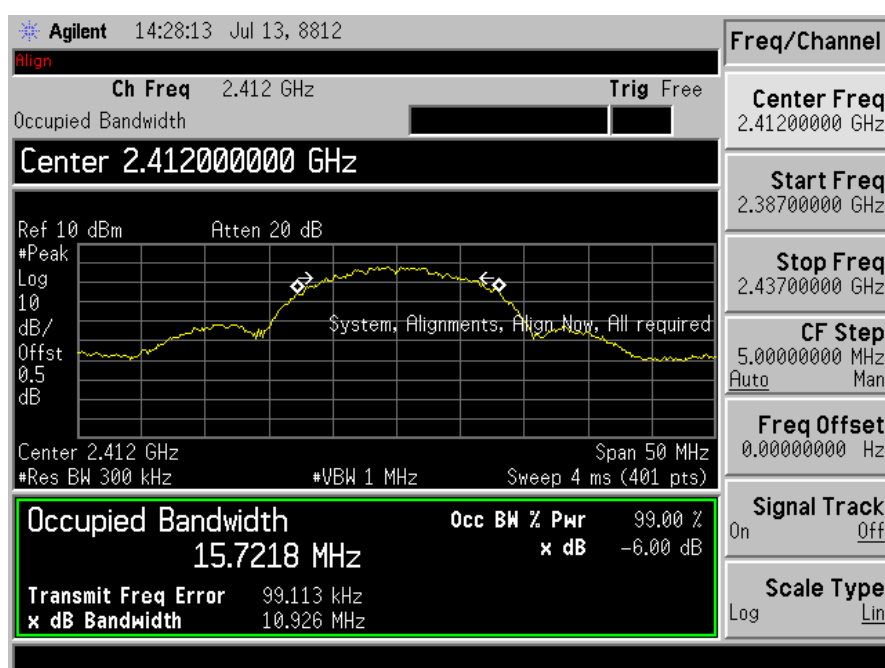 Agilent 14:28:13 Jul 13, 8812
Align
Ch Freq 2.412 GHz Trig Free
Occupied Bandwidth
Center 2.412000000 GHz
Ref 10 dBm Atten 20 dB
#Peak
Log
10
dB/
Offst
0.5
dB
System, Alignments, Align Now, All required
Center 2.412 GHz Span 50 MHz
#Res BW 300 kHz #VBW 1 MHz Sweep 4 ms (401 pts)
Occupied Bandwidth
15.7218 MHz
Occ BW % Pwr 99.00 %
x dB -6.00 dB
Transmit Freq Error 99.113 kHz
x dB Bandwidth 10.926 MHz
Freq/Channel
Center Freq
2.41200000 GHz
Start Freq
2.38700000 GHz
Stop Freq
2.43700000 GHz
CF Step
5.00000000 MHz
Auto Man
Freq Offset
0.00000000 Hz
Signal Track
On Off
Scale Type
Log Lin